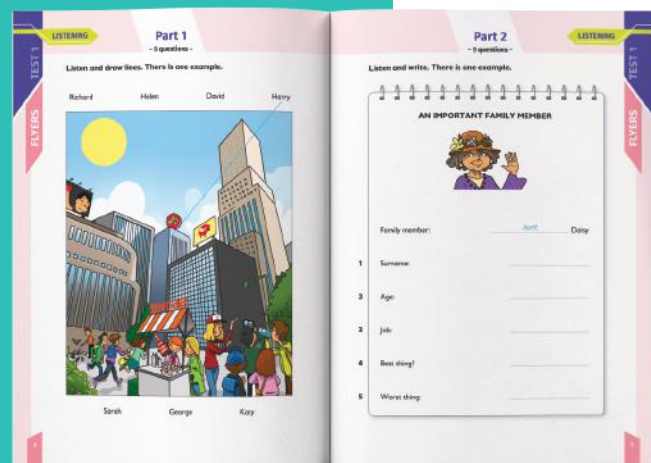 LISTENING
Part 1
– 5 questions –
Listen and draw lines. There is one example.
Richard Helen David Harry
Sarah George Katy
TEST 1
FLYERS
4
Part 2
– 5 questions –
LISTENING
Listen and write. There is one example.
AN IMPORTANT FAMILY MEMBER
Family member: Aunt Daisy
1 Surname:
2 Age:
3 Job:
4 Best thing?
5 Worst thing:
TEST 1
FLYERS